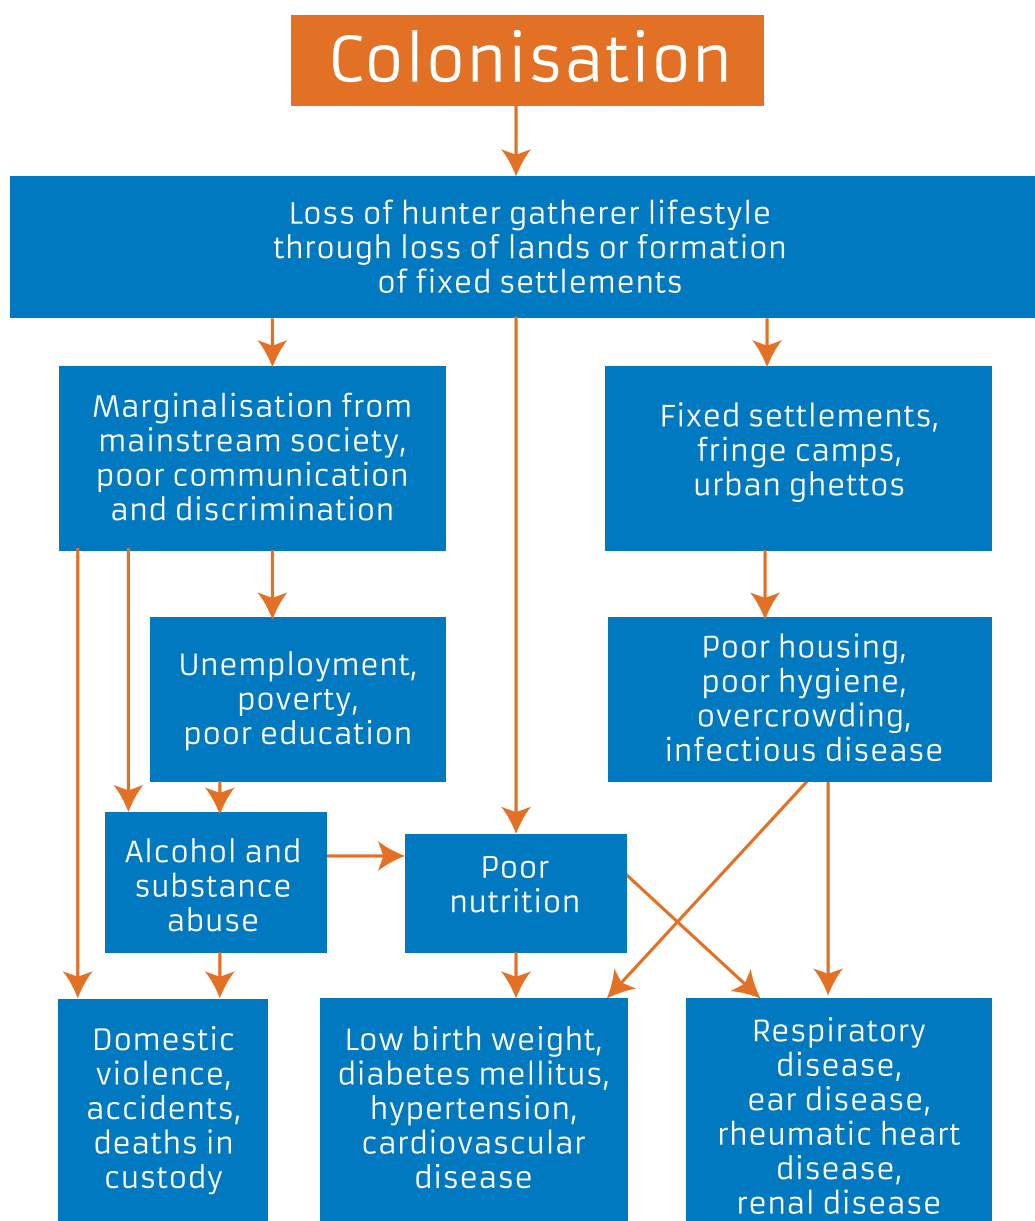 Colonisation
Loss of hunter gatherer lifestyle
through loss of lands or formation
of fixed settlements
Marginalisation from
mainstream society,
poor communication
and discrimination
Fixed settlements,
fringe camps,
urban ghettos
Unemployment,
poverty,
poor education
Poor housing,
poor hygiene,
overcrowding,
infectious disease
Alcohol and
substance
abuse
Poor
nutrition
Domestic
violence,
accidents,
deaths in
custody
Low birth weight,
diabetes mellitus,
hypertension,
cardiovascular
disease
Respiratory
disease,
ear disease,
rheumatic heart
disease,
renal disease